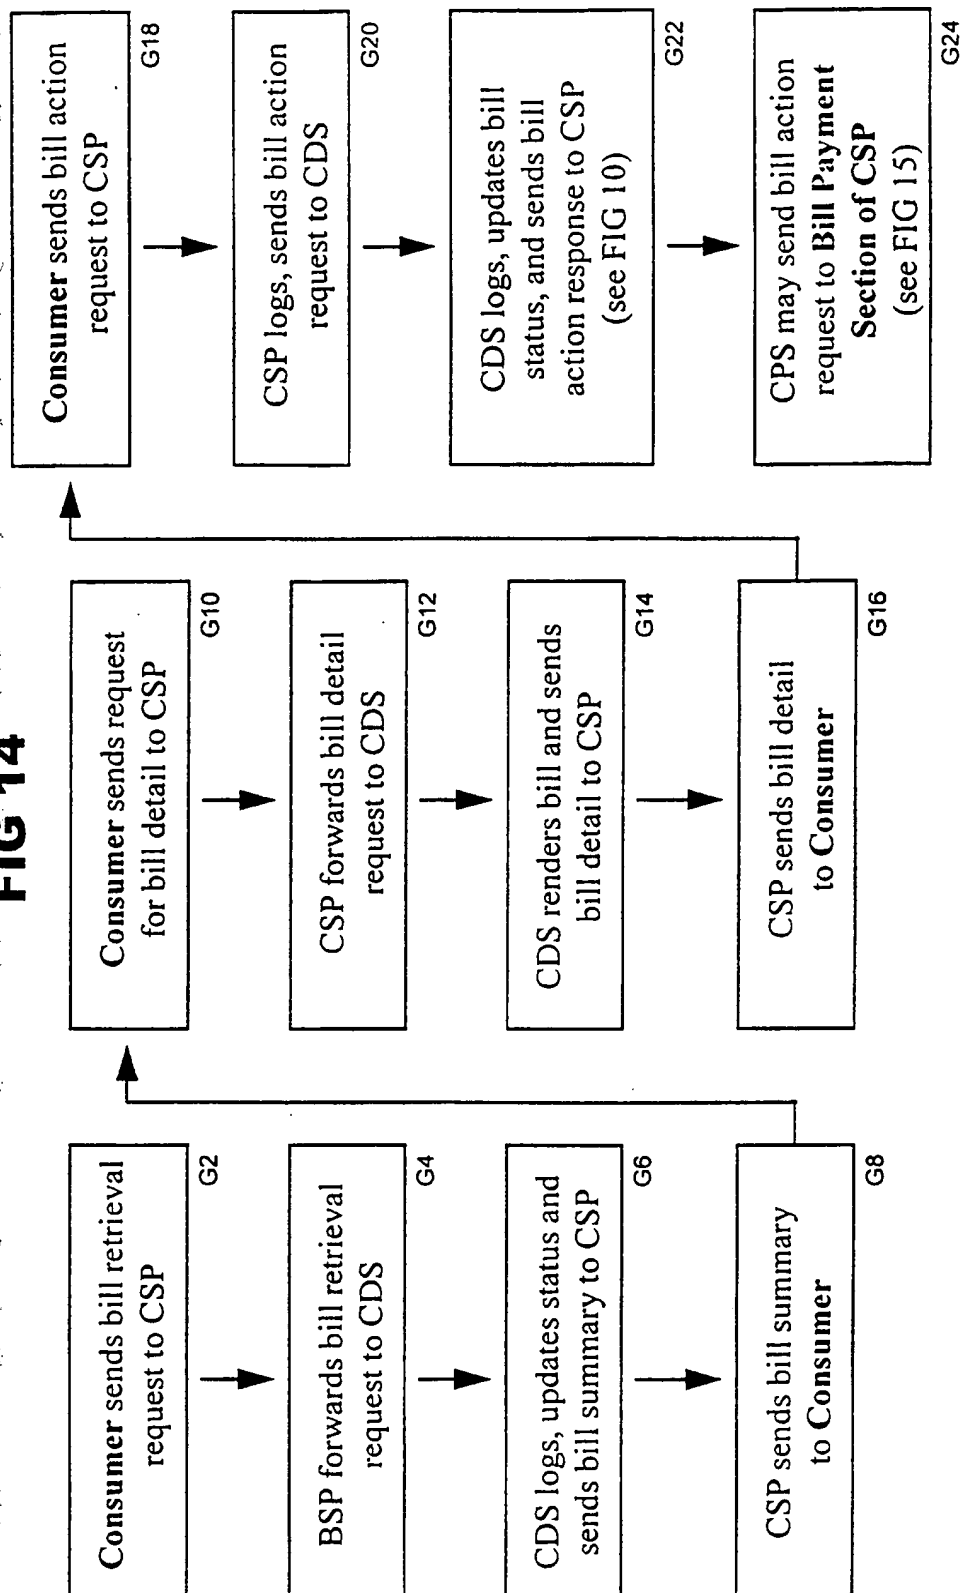 FIG 14
Consumer sends bill retrieval
request to CSP
G2
BSP forwards bill retrieval
request to CDS
G4
CDS logs, updates status and
sends bill summary to CSP
G6
CSP sends bill summary
to Consumer
G8
Consumer sends request
for bill detail to CSP
G10
CSP forwards bill detail
request to CDS
G12
CDS renders bill and sends
bill detail to CSP
G14
CSP sends bill detail
to Consumer
G16
Consumer sends bill action
request to CSP
G18
CSP logs, sends bill action
request to CDS
G20
CDS logs, updates bill
status, and sends bill
action response to CSP
(see FIG 10)
G22
CPS may send bill action
request to Bill Payment
Section of CSP
(see FIG 15)
G24